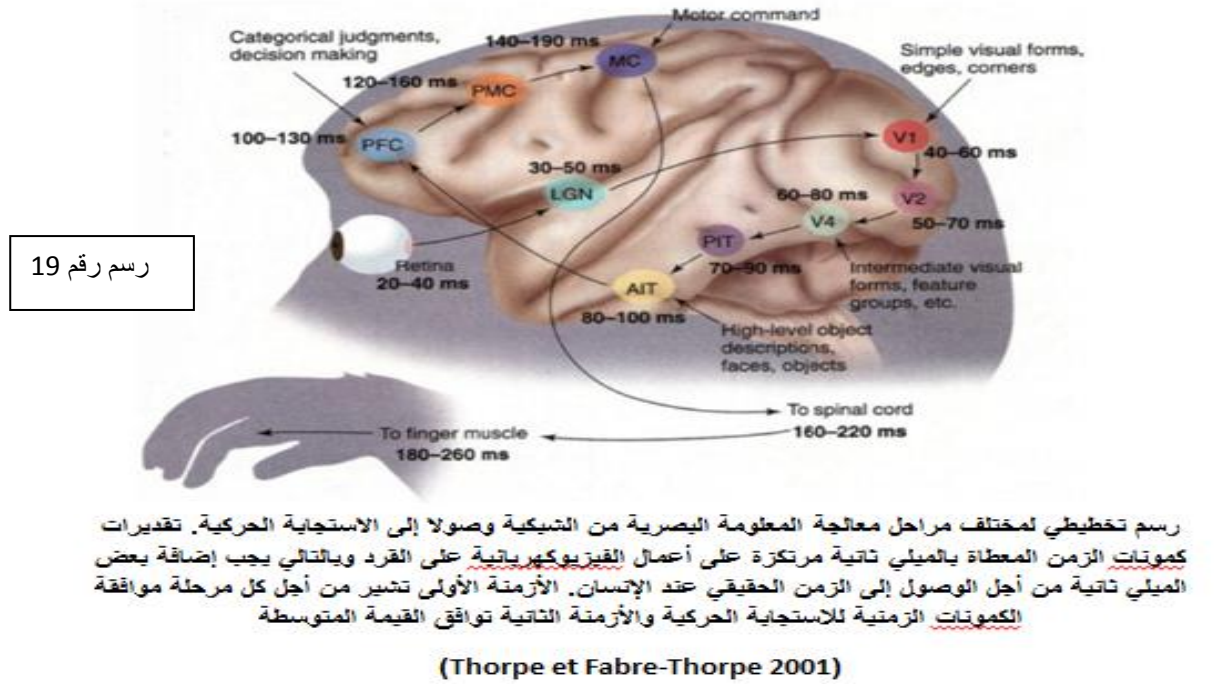 Motor command
Categorical judgments,
decision making
140–190 ms
MC
Simple visual forms,
edges, corners
120–160 ms
PMC
100–130 ms
PFC
V1
40–60 ms
30–50 ms
LGN
60–80 ms
V2
V4
50–70 ms
PIT
70–90 ms
رسم رقم 19
Retina
20–40 ms
Intermediate visual
forms, feature
groups, etc.
AIT
80–100 ms
High-level object
descriptions,
faces, objects
To spinal cord
160–220 ms
To finger muscle
180–260 ms
رسم تخطيطي لمختلف مراحل معالجة المعلومة البصرية من الشبكية وصولا إلى الاستجابة الحركية. تقديرات
كمونات الزمن المعطاة بالميلي ثانية مرتكزة على أعمال الفيزيوكهربائية على القرد وبالتالي يجب إضافة بعض
الميلي ثانية من أجل الوصول إلى الزمن الحقيقي عند الإنسان. الأزمنة الأولى تشير من أجل كل مرحلة موافقة
الكمونات الزمنية للاستجابة الحركية والأزمنة الثانية توافق القيمة المتوسطة
(Thorpe et Fabre-Thorpe 2001)